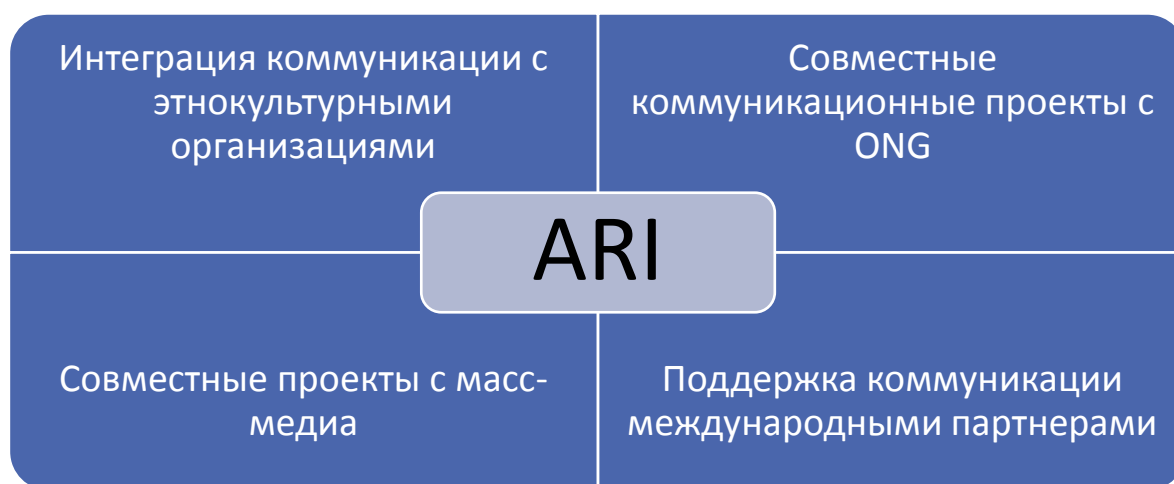 Интеграция коммуникации с
этнокультурными
организациями
Совместные
коммуникационные проекты с
ONG
ARI
Совместные проекты с масс-
медиа
Поддержка коммуникации
международными партнерами